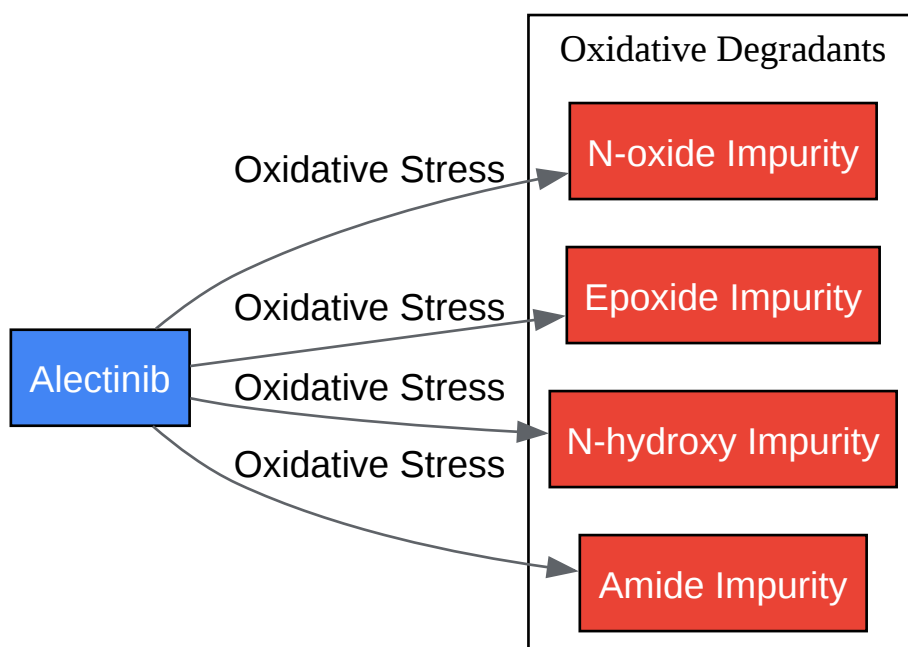 Oxidative Degradants
N-oxide Impurity
Oxidative Stress
Epoxide Impurity
Oxidative Stress
Alectinib
Oxidative Stress
N-hydroxy Impurity
Oxidative Stress
Amide Impurity